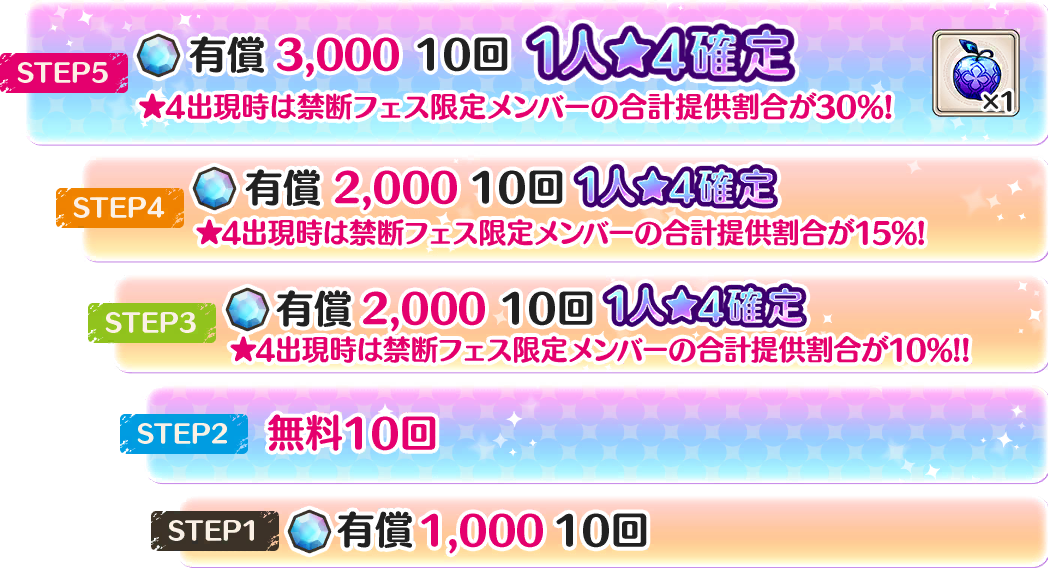 STEP5 有償 3,000 10回 1人★4確定
★4出現時は禁断フェス限定メンバーの合計提供割合が30%!
×1
STEP4 有償 2,000 10回 1人★4確定
★4出現時は禁断フェス限定メンバーの合計提供割合が15%!
STEP3 有償 2,000 10回 1人★4確定
★4出現時は禁断フェス限定メンバーの合計提供割合が10%!!
STEP2 無料10回
STEP1 有償 1,000 10回